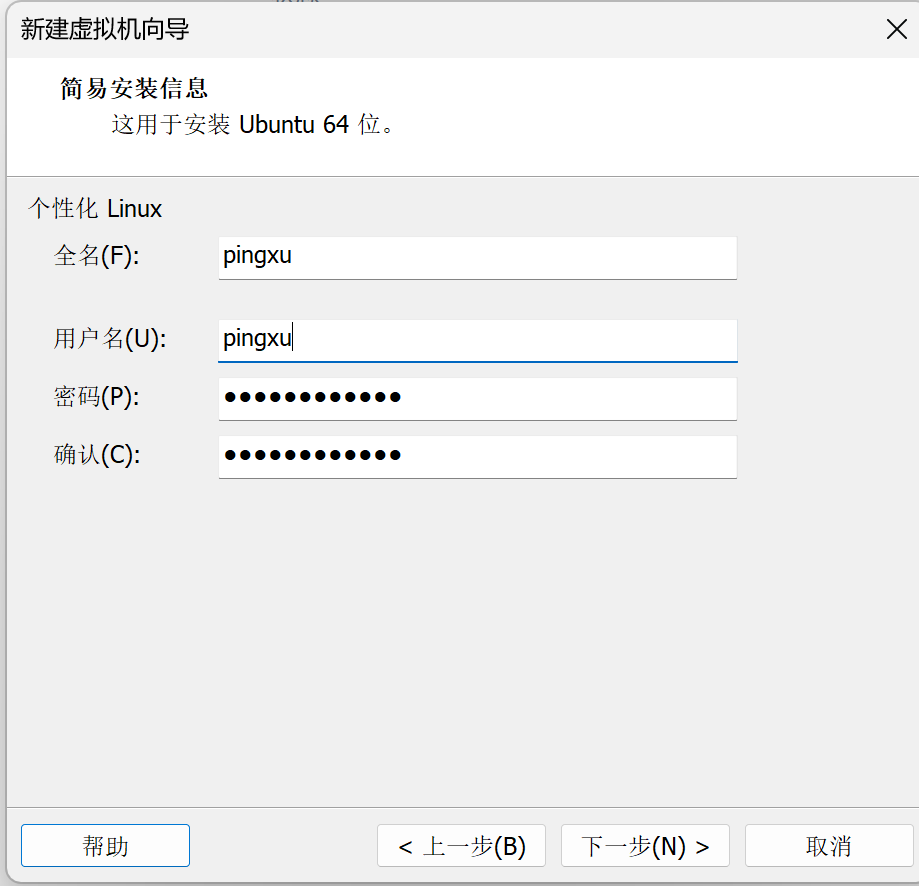 新建虚拟机向导
简易安装信息
这用于安装 Ubuntu 64 位。
个性化 Linux
全名(F): pingxu
用户名(U): pingxu
密码(P): ●●●●●●●●●●●●
确认(C): ●●●●●●●●●●●●
帮助 < 上一步(B) 下一步(N) > 取消